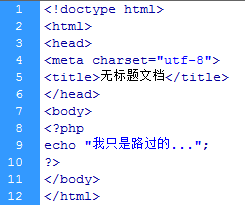 1 <!doctype html>
2 <html>
3 <head>
4 <meta charset="utf-8">
5 <title>无标题文档</title>
6 </head>
7 <body>
8 <?php
9 echo "我只是路过的...";
10 ?>
11 </body>
12 </html>